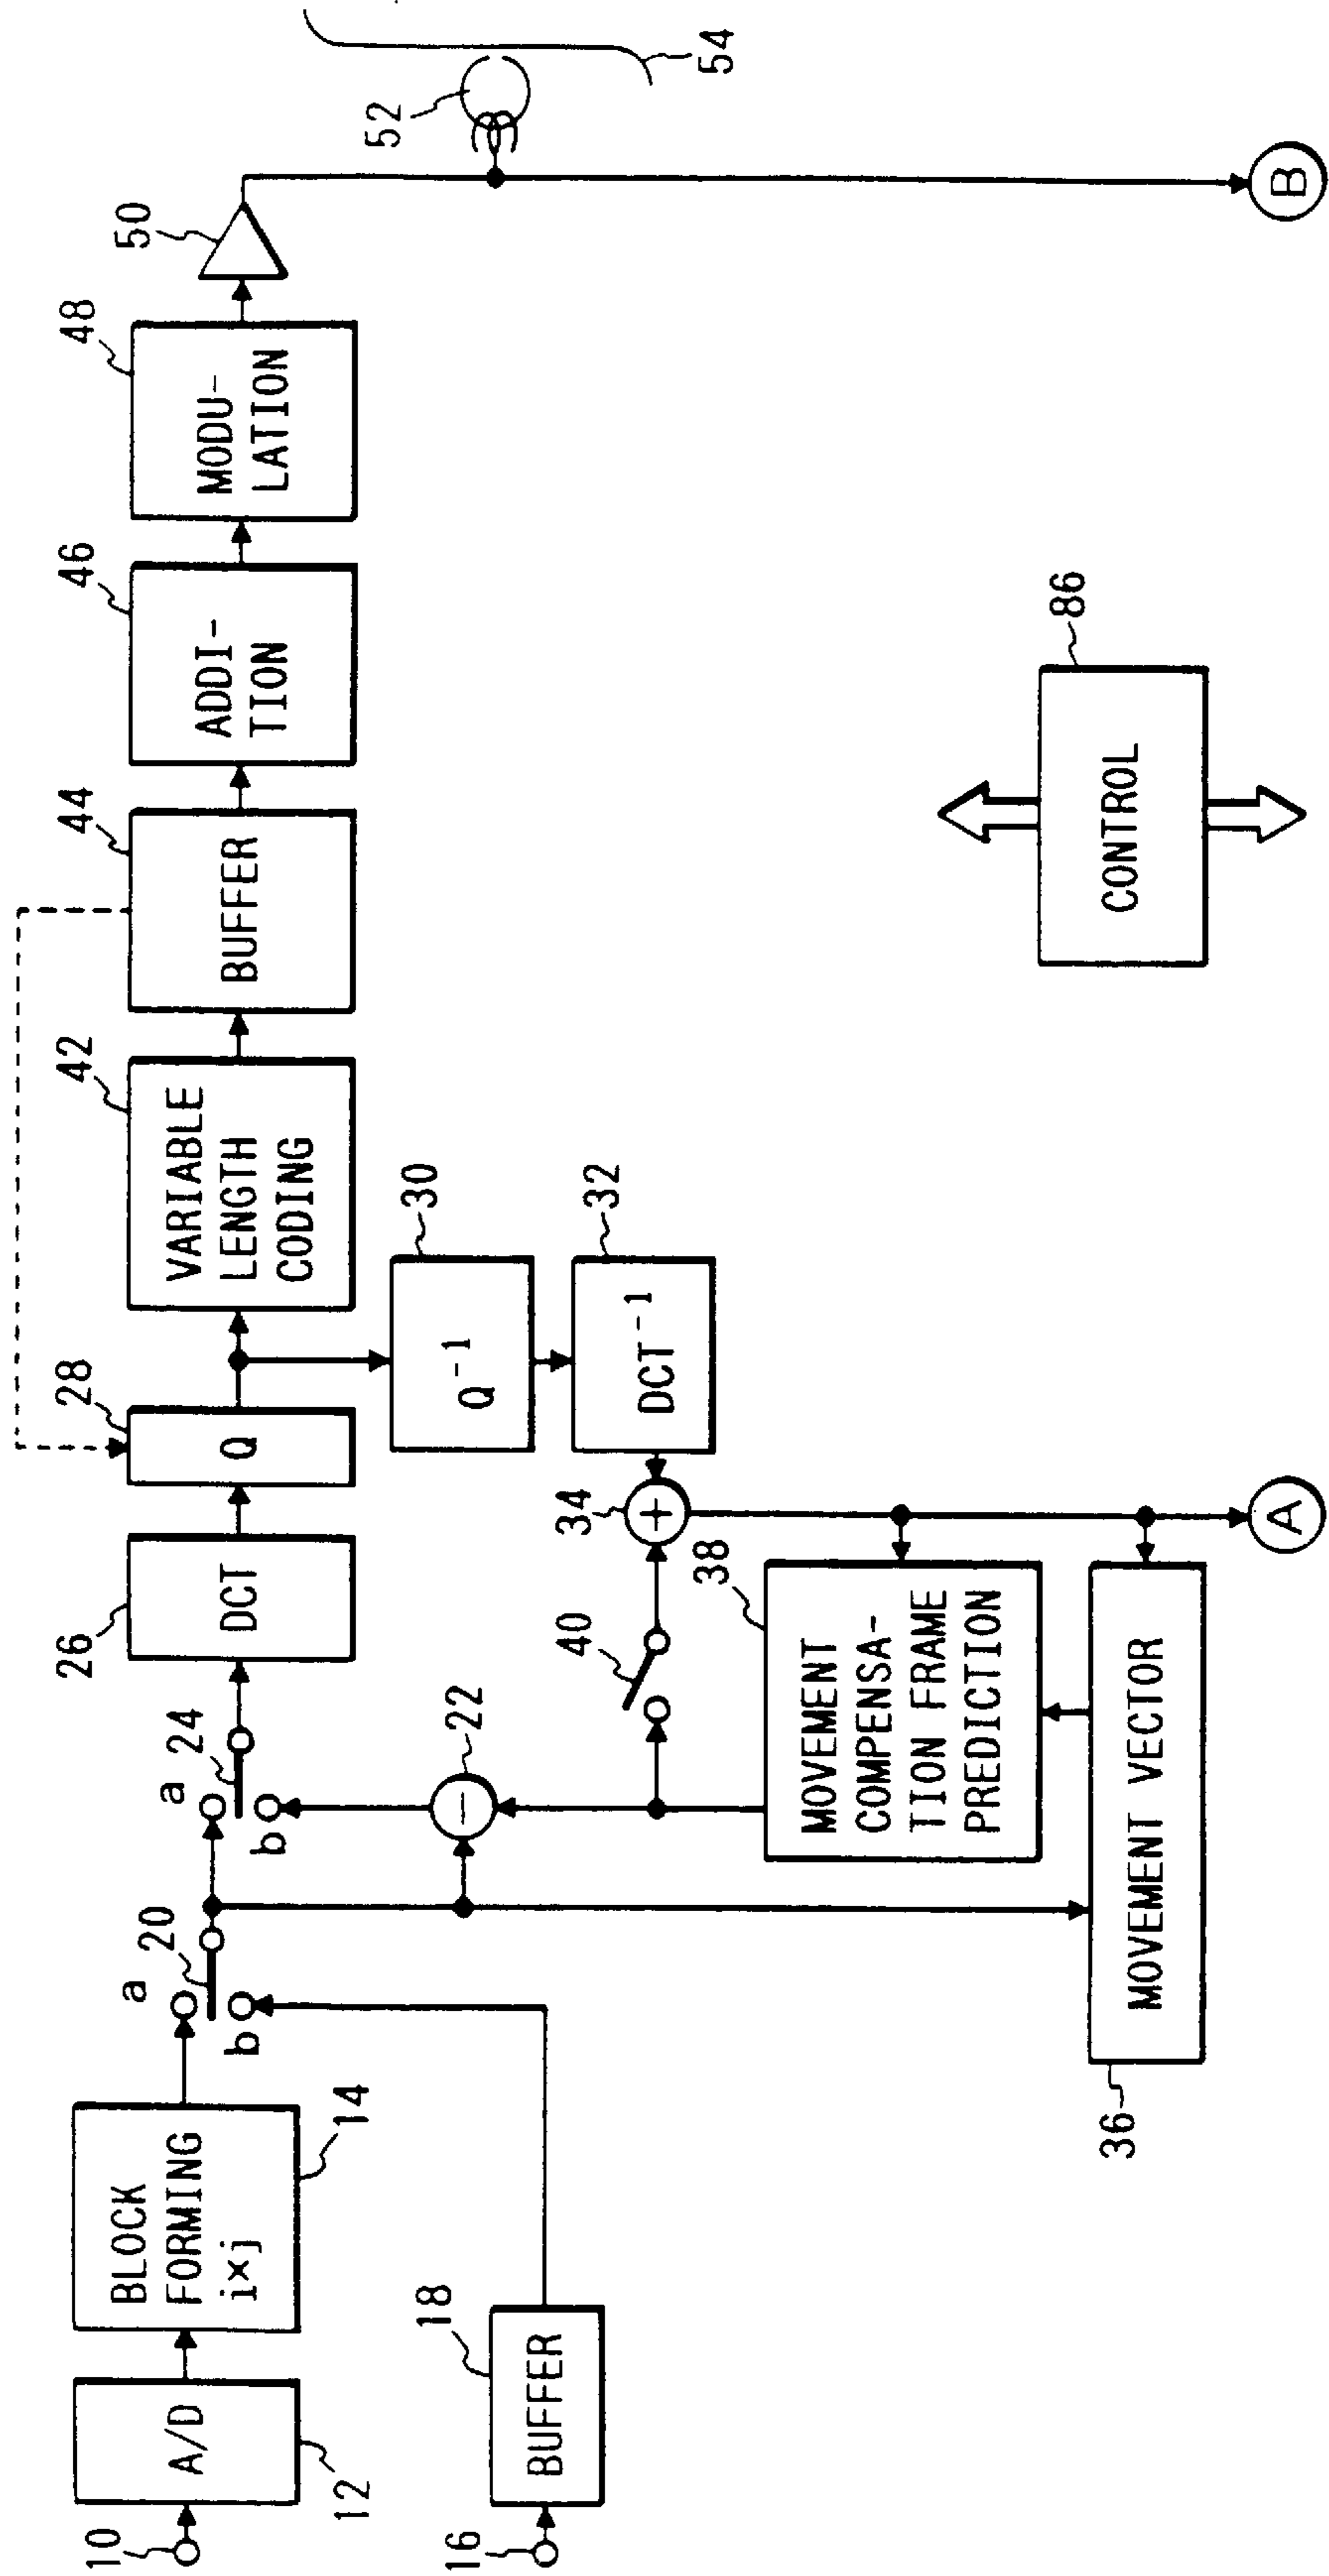 10
A/D
12
BLOCK
FORMING
i×j
14
16
BUFFER
18
a
20
b
a
24
b
22
DCT
26
Q
28
Q⁻¹
30
DCT⁻¹
32
+
34
−
40
MOVEMENT
COMPENSA-
TION FRAME
PREDICTION
38
MOVEMENT VECTOR
36
A
VARIABLE
LENGTH
CODING
42
BUFFER
44
ADDI-
TION
46
MODU-
LATION
48
50
52
54
B
CONTROL
86